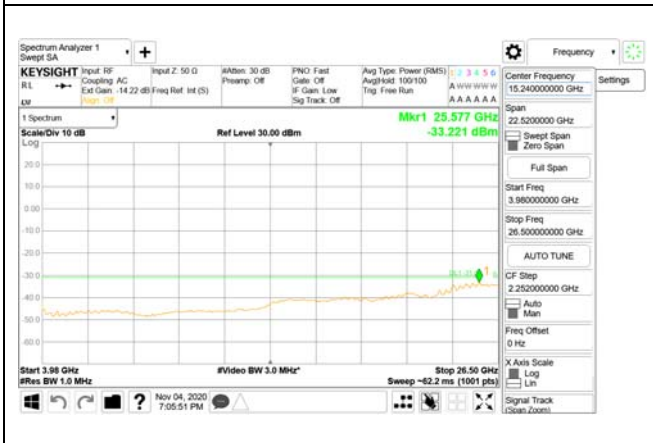 Spectrum Analyzer 1
Swept SA
+
Frequency
KEYSIGHT Input: RF Input Z: 50 Ω #Atten: 30 dB PNO: Fast Avg Type: Power (RMS) 1 2 3 4 5 6
RL Coupling: AC Preamp: Off Gate: Off Avg|Hold: 100/100 A W W W W W
Ext Gain: -14.22 dB Freq Ref: Int (S) IF Gain: Low Trig: Free Run
Align: Off Sig Track: Off A A A A A A
1 Spectrum
Mkr1 25.577 GHz
Scale/Div 10 dB Ref Level 30.00 dBm -33.221 dBm
Log
20.0
10.0
0.00
-10.0
-20.0
-30.0
1
-40.0
-50.0
-60.0
Start 3.98 GHz #Video BW 3.0 MHz* Stop 26.50 GHz
#Res BW 1.0 MHz Sweep ~62.2 ms (1001 pts)
?
Nov 04, 2020
7:05:51 PM
Center Frequency
15.240000000 GHz
Settings
Span
22.5200000 GHz
Swept Span
Zero Span
Full Span
Start Freq
3.980000000 GHz
Stop Freq
26.500000000 GHz
AUTO TUNE
CF Step
2.252000000 GHz
Auto
Man
Freq Offset
0 Hz
X Axis Scale
Log
Lin
Signal Track
(Span Zoom)